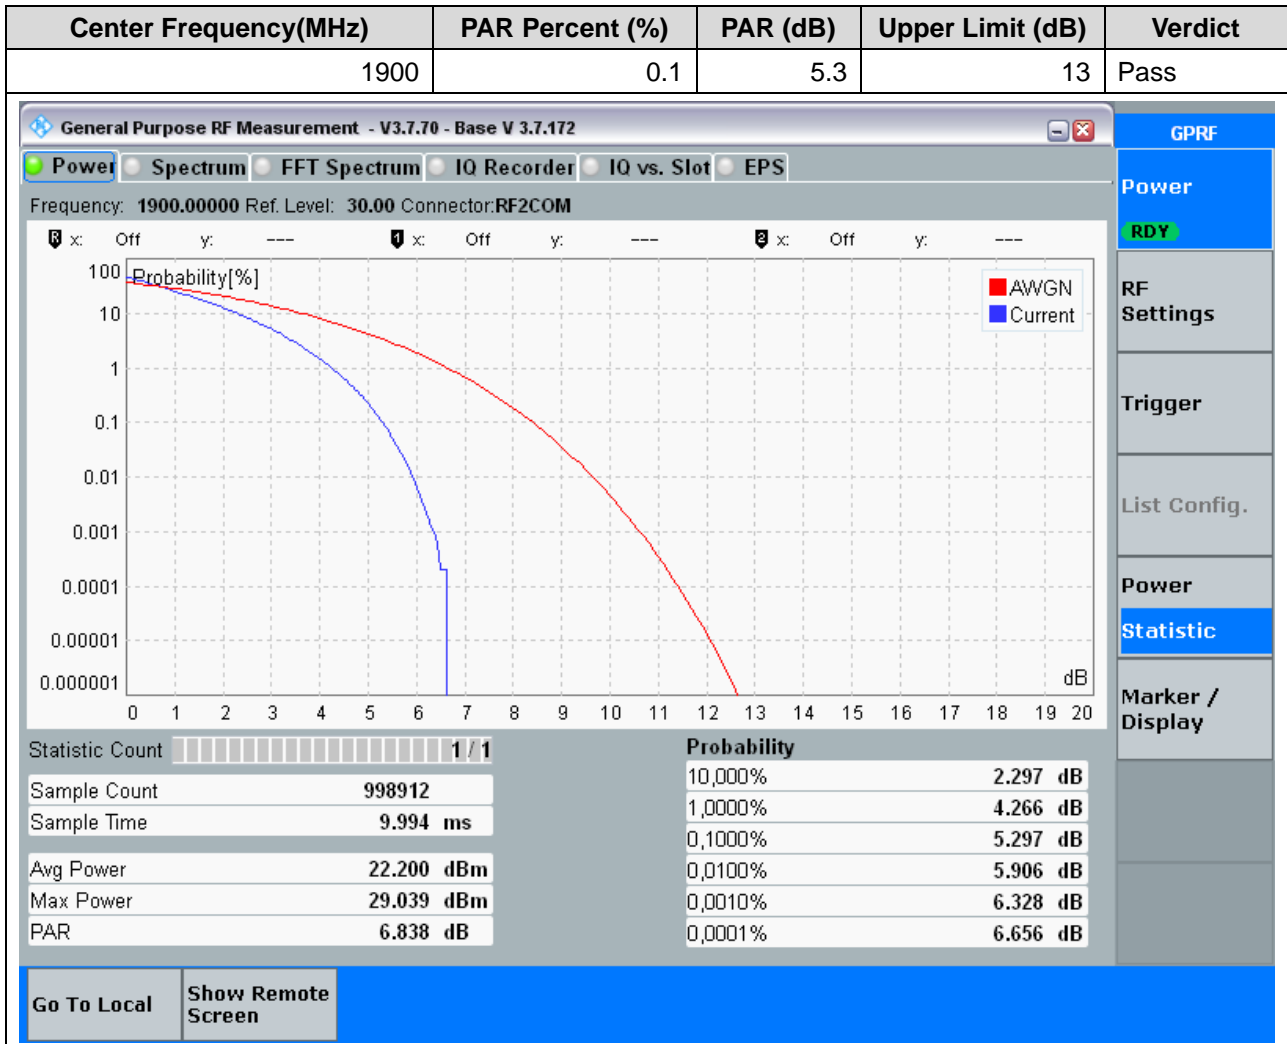 Center Frequency(MHz) PAR Percent (%) PAR (dB) Upper Limit (dB) Verdict
1900 0.1 5.3 13 Pass
General Purpose RF Measurement - V3.7.70 - Base V 3.7.172
GPRF
Power Spectrum FFT Spectrum IQ Recorder IQ vs. Slot EPS
Power
RDY
Frequency: 1900.00000 Ref. Level: 30.00 Connector:RF2COM
R x: Off y: --- 1 x: Off y: --- 2 x: Off y: ---
Probability[%]
AWGN
Current
100
10
1
0.1
0.01
0.001
0.0001
0.00001
0.000001
dB
0 1 2 3 4 5 6 7 8 9 10 11 12 13 14 15 16 17 18 19 20
RF
Settings
Trigger
List Config.
Power
Statistic
Marker /
Display
Statistic Count 1 / 1
Sample Count 998912
Sample Time 9.994 ms
Avg Power 22.200 dBm
Max Power 29.039 dBm
PAR 6.838 dB
Probability
10,000% 2.297 dB
1,0000% 4.266 dB
0,1000% 5.297 dB
0,0100% 5.906 dB
0,0010% 6.328 dB
0,0001% 6.656 dB
Go To Local
Show Remote
Screen